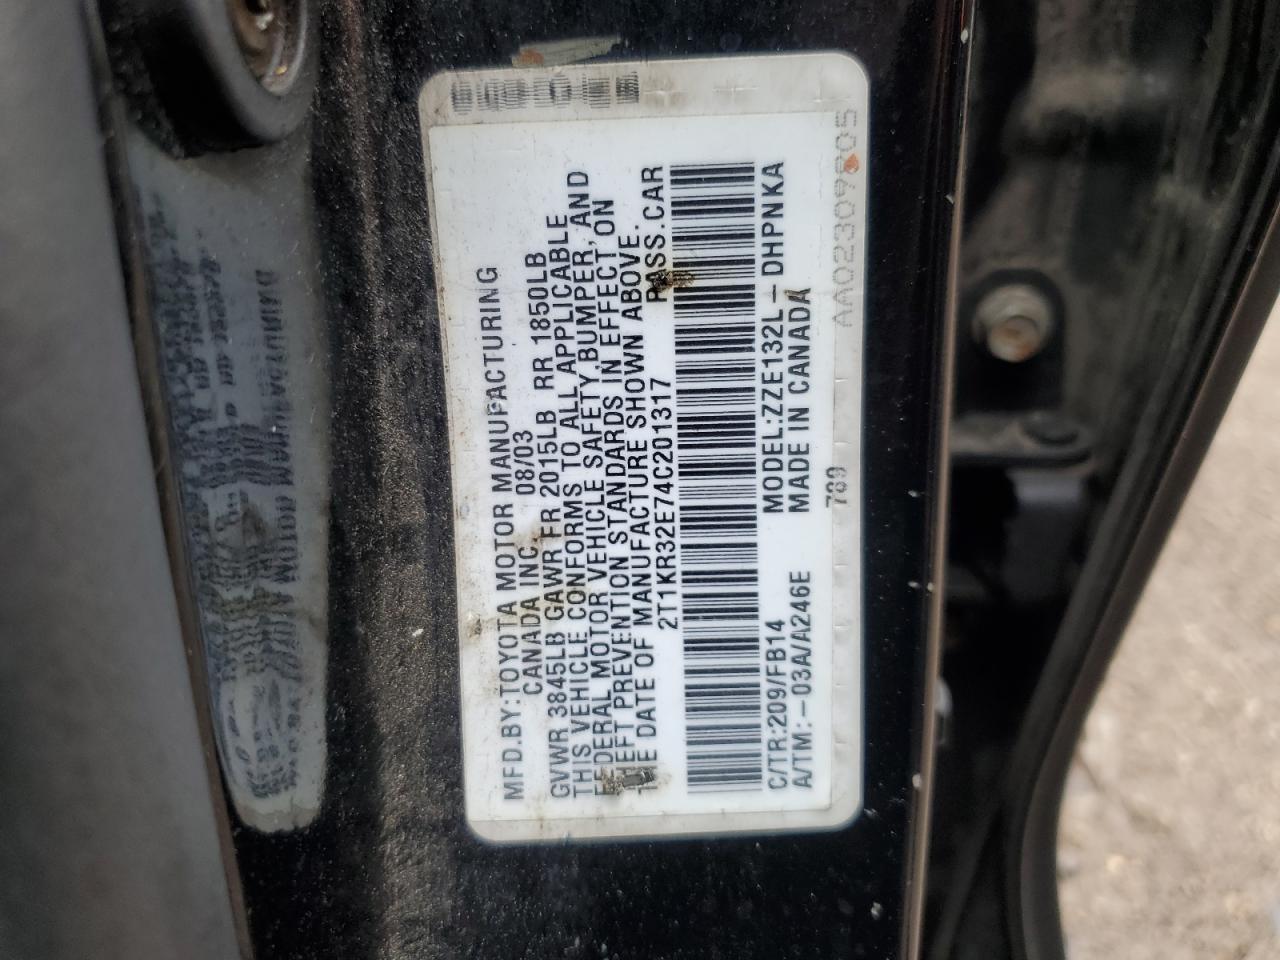 MFD.BY:TOYOTA MOTOR MANUFACTURING
CANADA INC. 08/03
GVWR 3845LB GAWR FR 2015LB RR 1850LB
THIS VEHICLE CONFORMS TO ALL APPLICABLE
FEDERAL MOTOR VEHICLE SAFETY,BUMPER, AND
THEFT PREVENTION STANDARDS IN EFFECT ON
THE DATE OF MANUFACTURE SHOWN ABOVE.
2T1KR32E74C201317 PASS.CAR
C/TR:209/FB14 MODEL:ZZE132L-DHPNKA
A/TM:-03A/A246E MADE IN CANADA
789